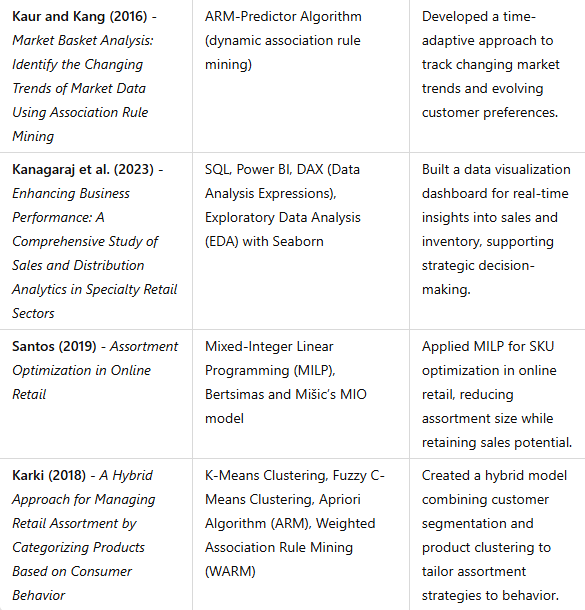 Kaur and Kang (2016) -
Market Basket Analysis:
Identify the Changing
Trends of Market Data
Using Association Rule
Mining
ARM-Predictor Algorithm
(dynamic association rule
mining)
Developed a time-
adaptive approach to
track changing market
trends and evolving
customer preferences.
Kanagaraj et al. (2023) -
Enhancing Business
Performance: A
Comprehensive Study of
Sales and Distribution
Analytics in Specialty Retail
Sectors
SQL, Power BI, DAX (Data
Analysis Expressions),
Exploratory Data Analysis
(EDA) with Seaborn
Built a data visualization
dashboard for real-time
insights into sales and
inventory, supporting
strategic decision-
making.
Santos (2019) - Assortment
Optimization in Online
Retail
Mixed-Integer Linear
Programming (MILP),
Bertsimas and Mišic’s MIO
model
Applied MILP for SKU
optimization in online
retail, reducing
assortment size while
retaining sales potential.
Karki (2018) - A Hybrid
Approach for Managing
Retail Assortment by
Categorizing Products
Based on Consumer
Behavior
K-Means Clustering, Fuzzy C-
Means Clustering, Apriori
Algorithm (ARM), Weighted
Association Rule Mining
(WARM)
Created a hybrid model
combining customer
segmentation and
product clustering to
tailor assortment
strategies to behavior.